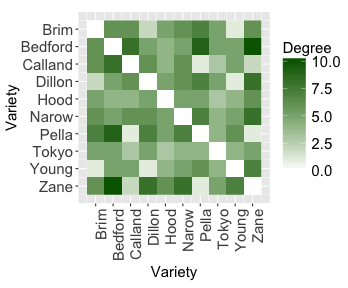 Variety
Brim
Bedford
Calland
Dillon
Hood
Narow
Pella
Tokyo
Young
Zane
Degree
10.0
7.5
5.0
2.5
0.0
Brim
Bedford
Calland
Dillon
Hood
Narow
Pella
Tokyo
Young
Zane
Variety